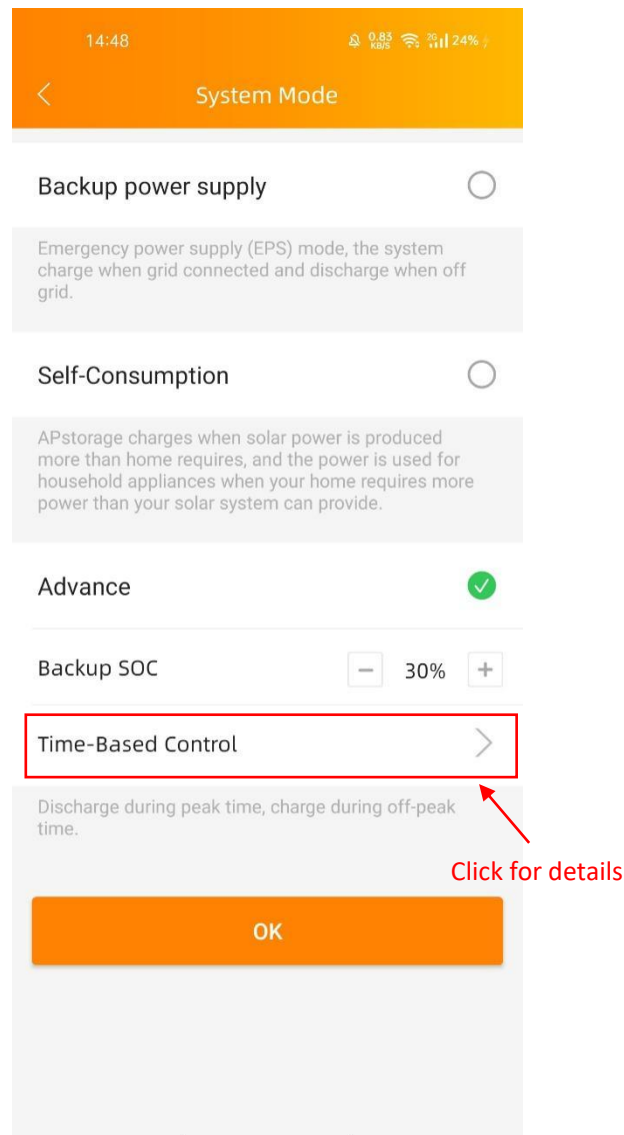 14:48 0.83 KB/S 2G 24%
System Mode
Backup power supply
Emergency power supply (EPS) mode, the system
charge when grid connected and discharge when off
grid.
Self-Consumption
APstorage charges when solar power is produced
more than home requires, and the power is used for
household appliances when your home requires more
power than your solar system can provide.
Advance
Backup SOC − 30% +
Time-Based Control
Discharge during peak time, charge during off-peak
time.
Click for details
OK